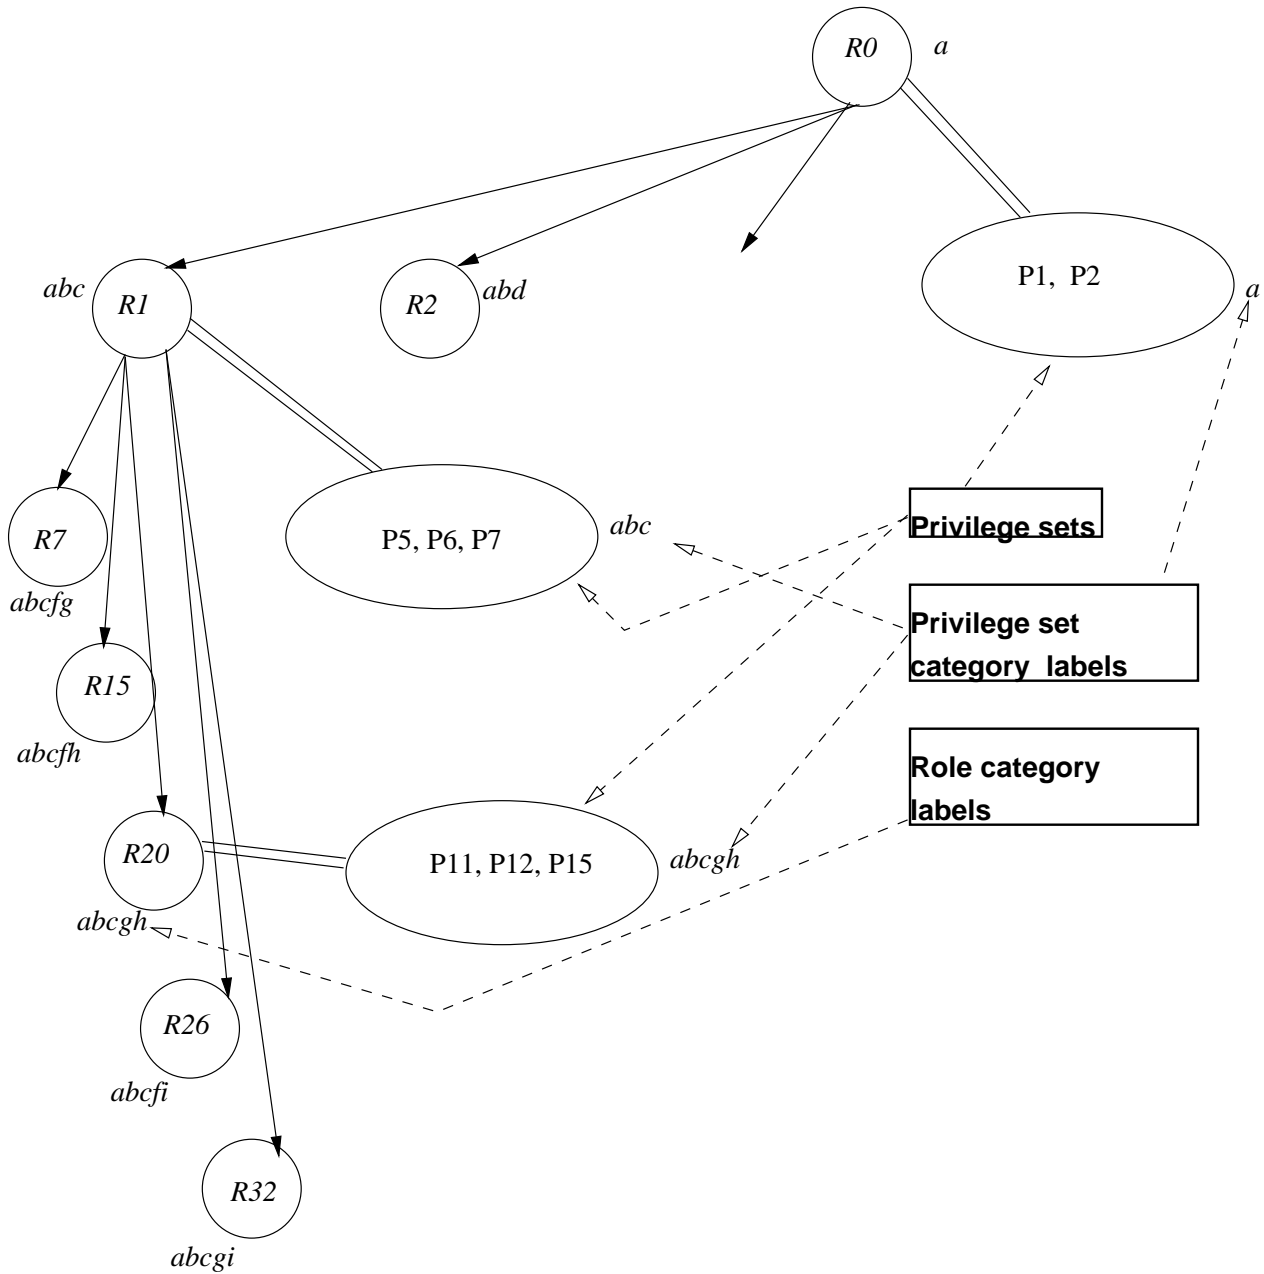 R0 a
P1, P2 a
abc R1
R2 abd
R7
abcfg
P5, P6, P7 abc
Privilege sets
Privilege set
category labels
R15
abcfh
Role category
labels
R20
abcgh
P11, P12, P15 abcgh
R26
abcfi
R32
abcgi